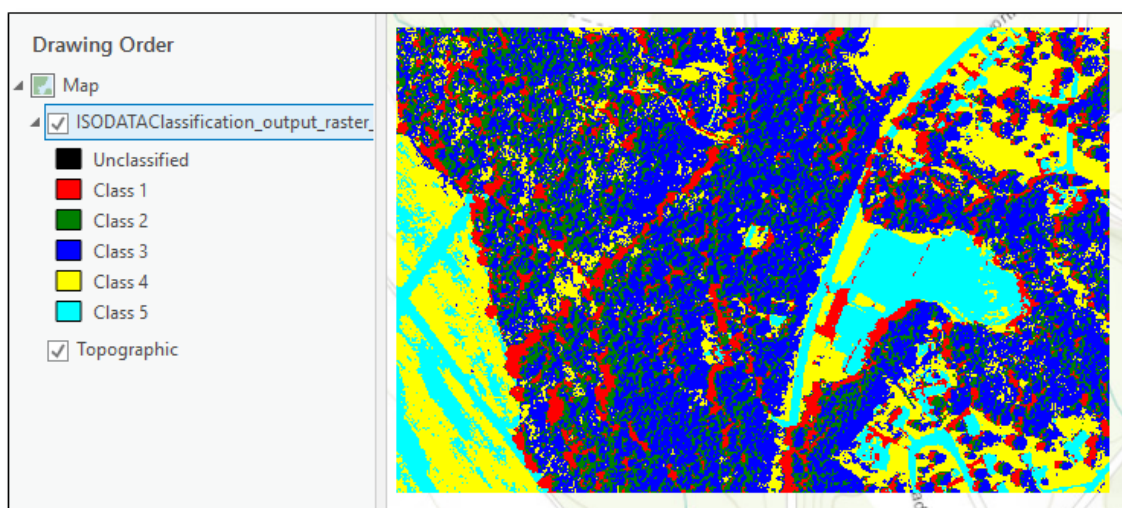 Drawing Order
Map
ISODATAClassification_output_raster_
Unclassified
Class 1
Class 2
Class 3
Class 4
Class 5
Topographic